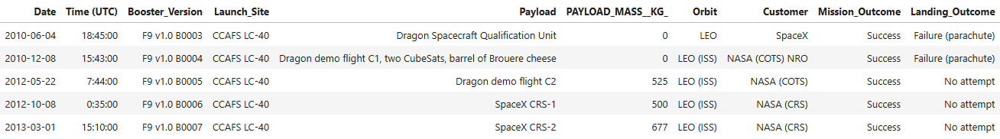 Date Time (UTC) Booster_Version Launch_Site Payload PAYLOAD_MASS__KG_ Orbit Customer Mission_Outcome Landing_Outcome
2010-06-04 18:45:00 F9 v1.0 B0003 CCAFS LC-40 Dragon Spacecraft Qualification Unit 0 LEO SpaceX Success Failure (parachute)
2010-12-08 15:43:00 F9 v1.0 B0004 CCAFS LC-40 Dragon demo flight C1, two CubeSats, barrel of Brouere cheese 0 LEO (ISS) NASA (COTS) NRO Success Failure (parachute)
2012-05-22 7:44:00 F9 v1.0 B0005 CCAFS LC-40 Dragon demo flight C2 525 LEO (ISS) NASA (COTS) Success No attempt
2012-10-08 0:35:00 F9 v1.0 B0006 CCAFS LC-40 SpaceX CRS-1 500 LEO (ISS) NASA (CRS) Success No attempt
2013-03-01 15:10:00 F9 v1.0 B0007 CCAFS LC-40 SpaceX CRS-2 677 LEO (ISS) NASA (CRS) Success No attempt